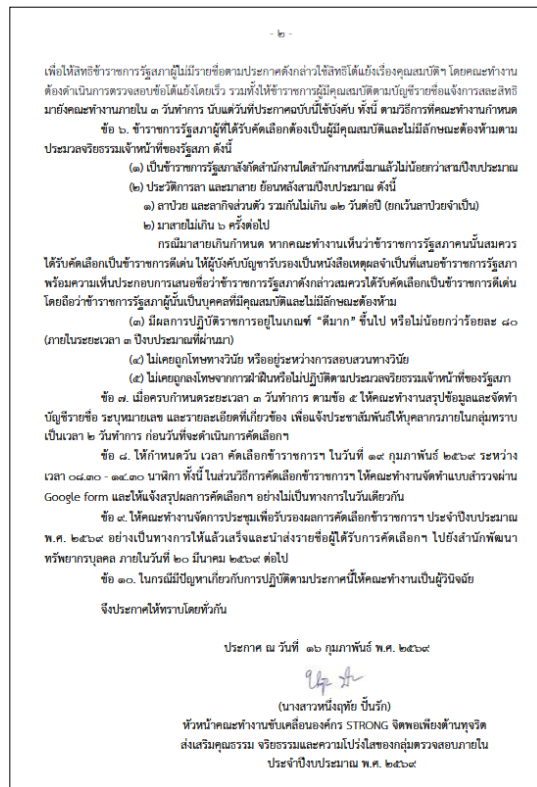 - ๒ -
เพื่อให้สิทธิข้าราชการรัฐสภาผู้ไม่มีรายชื่อตามประกาศดังกล่าวใช้สิทธิโต้แย้งเรื่องคุณสมบัติฯ โดยคณะทำงาน
ต้องดำเนินการตรวจสอบข้อโต้แย้งโดยเร็ว รวมทั้งให้ข้าราชการผู้มีคุณสมบัติตามบัญชีรายชื่อแจ้งการสละสิทธิ
มายังคณะทำงานภายใน ๓ วันทำการ นับแต่วันที่ประกาศฉบับนี้ใช้บังคับ ทั้งนี้ ตามวิธีการที่คณะทำงานกำหนด
ข้อ ๖. ข้าราชการรัฐสภาผู้ที่ได้รับคัดเลือกต้องเป็นผู้มีคุณสมบัติและไม่มีลักษณะต้องห้ามตาม
ประมวลจริยธรรมเจ้าหน้าที่ของรัฐสภา ดังนี้
(๑) เป็นข้าราชการรัฐสภาสังกัดสำนักงานใดสำนักงานหนึ่งมาแล้วไม่น้อยกว่าสามปีงบประมาณ
(๒) ประวัติการลา และมาสาย ย้อนหลังสามปีงบประมาณ ดังนี้
๑) ลาป่วย และลากิจส่วนตัว รวมกันไม่เกิน ๑๒ วันต่อปี (ยกเว้นลาป่วยจำเป็น)
๒) มาสายไม่เกิน ๖ ครั้งต่อไป
กรณีมาสายเกินกำหนด หากคณะทำงานเห็นว่าข้าราชการรัฐสภาคนนั้นสมควร
ได้รับคัดเลือกเป็นข้าราชการดีเด่น ให้ผู้บังคับบัญชารับรองเป็นหนังสือเหตุผลจำเป็นที่เสนอข้าราชการรัฐสภา
พร้อมความเห็นประกอบการเสนอชื่อว่าข้าราชการรัฐสภาดังกล่าวสมควรได้รับคัดเลือกเป็นข้าราชการดีเด่น
โดยถือว่าข้าราชการรัฐสภาผู้นั้นเป็นบุคคลที่มีคุณสมบัติและไม่มีลักษณะต้องห้าม
(๓) มีผลการปฏิบัติราชการอยู่ในเกณฑ์ “ดีมาก” ขึ้นไป หรือไม่น้อยกว่าร้อยละ ๘๐
(ภายในระยะเวลา ๓ ปีงบประมาณที่ผ่านมา)
(๔) ไม่เคยถูกโทษทางวินัย หรืออยู่ระหว่างการสอบสวนทางวินัย
(๕) ไม่เคยถูกลงโทษจากการฝ่าฝืนหรือไม่ปฏิบัติตามประมวลจริยธรรมเจ้าหน้าที่ของรัฐสภา
ข้อ ๗. เมื่อครบกำหนดระยะเวลา ๓ วันทำการ ตามข้อ ๕ ให้คณะทำงานสรุปข้อมูลและจัดทำ
บัญชีรายชื่อ ระบุหมายเลข และรายละเอียดที่เกี่ยวข้อง เพื่อแจ้งประชาสัมพันธ์ให้บุคลากรภายในกลุ่มทราบ
เป็นเวลา ๒ วันทำการ ก่อนวันที่จะดำเนินการคัดเลือกฯ
ข้อ ๘. ให้กำหนดวัน เวลา คัดเลือกข้าราชการฯ ในวันที่ ๑๙ กุมภาพันธ์ ๒๕๖๙ ระหว่าง
เวลา ๐๘.๓๐ - ๑๔.๓๐ นาฬิกา ทั้งนี้ ในส่วนวิธีการคัดเลือกข้าราชการฯ ให้คณะทำงานจัดทำแบบสำรวจผ่าน
Google form และให้แจ้งสรุปผลการคัดเลือกฯ อย่างไม่เป็นทางการในวันเดียวกัน
ข้อ ๙. ให้คณะทำงานจัดการประชุมเพื่อรับรองผลการคัดเลือกข้าราชการฯ ประจำปีงบประมาณ
พ.ศ. ๒๕๖๙ อย่างเป็นทางการให้แล้วเสร็จและนำส่งรายชื่อผู้ได้รับการคัดเลือกฯ ไปยังสำนักพัฒนา
ทรัพยากรบุคคล ภายในวันที่ ๒๐ มีนาคม ๒๕๖๙ ต่อไป
ข้อ ๑๐. ในกรณีมีปัญหาเกี่ยวกับการปฏิบัติตามประกาศนี้ให้คณะทำงานเป็นผู้วินิจฉัย
จึงประกาศให้ทราบโดยทั่วกัน
ประกาศ ณ วันที่ ๑๖ กุมภาพันธ์ พ.ศ. ๒๕๖๙
(นางสาวหนึ่งฤทัย ปั้นรัก)
หัวหน้าคณะทำงานขับเคลื่อนองค์กร STRONG จิตพอเพียงต้านทุจริต
ส่งเสริมคุณธรรม จริยธรรมและความโปร่งใสของกลุ่มตรวจสอบภายใน
ประจำปีงบประมาณ พ.ศ. ๒๕๖๙